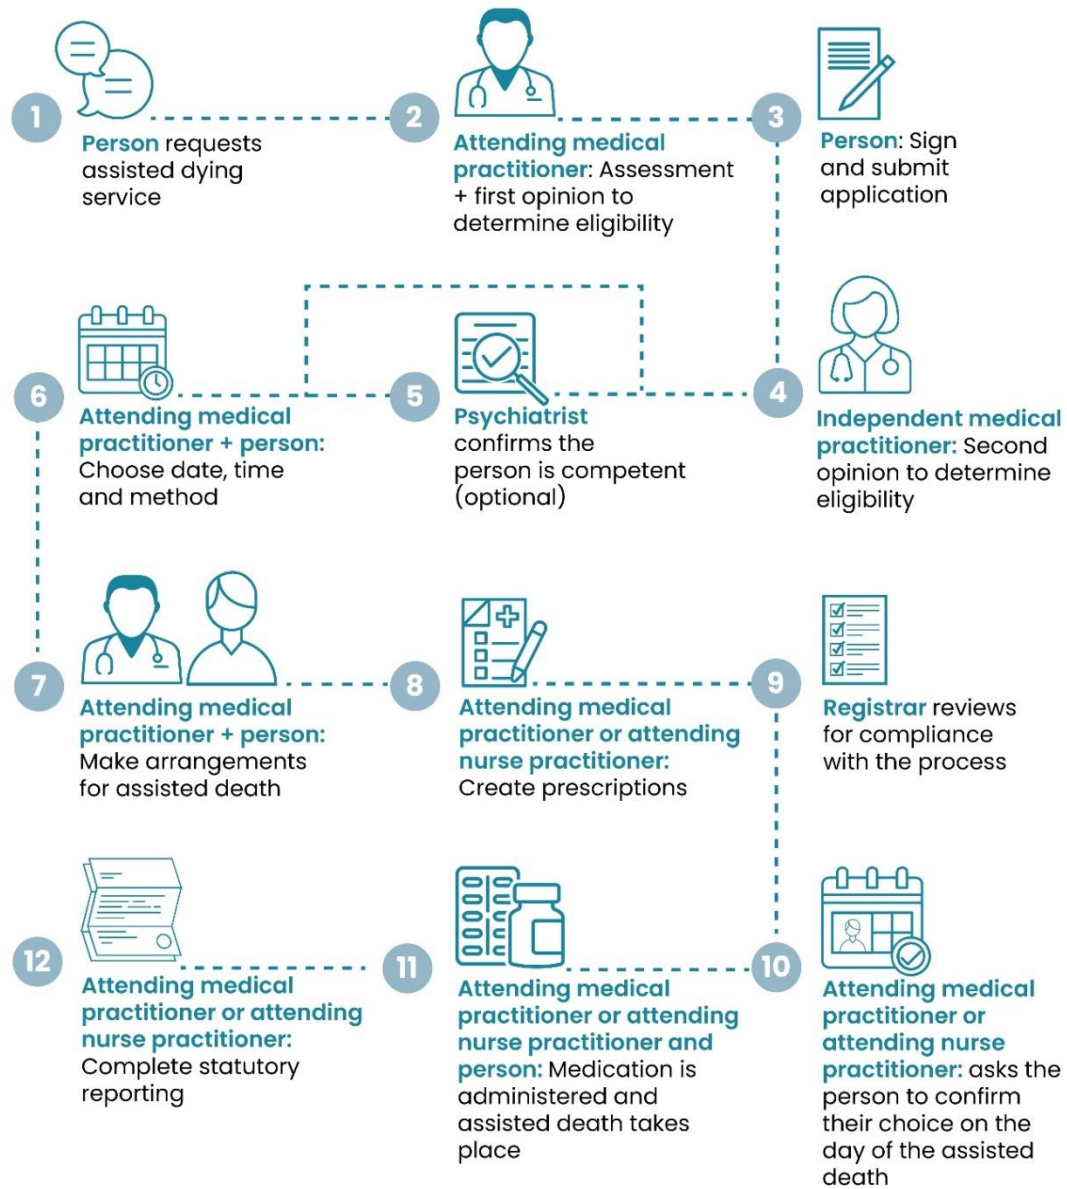 1
Person requests
assisted dying
service
2
Attending medical
practitioner: Assessment
+ first opinion to
determine eligibility
3
Person: Sign
and submit
application
4
Independent medical
practitioner: Second
opinion to determine
eligibility
5
Psychiatrist
confirms the
person is competent
(optional)
6
Attending medical
practitioner + person:
Choose date, time
and method
7
Attending medical
practitioner + person:
Make arrangements
for assisted death
8
Attending medical
practitioner or attending
nurse practitioner:
Create prescriptions
9
Registrar reviews
for compliance
with the process
10
Attending medical
practitioner or
attending nurse
practitioner: asks the
person to confirm
their choice on the
day of the assisted
death
11
Attending medical
practitioner or attending
nurse practitioner and
person: Medication is
administered and
assisted death takes
place
12
Attending medical
practitioner or attending
nurse practitioner:
Complete statutory
reporting